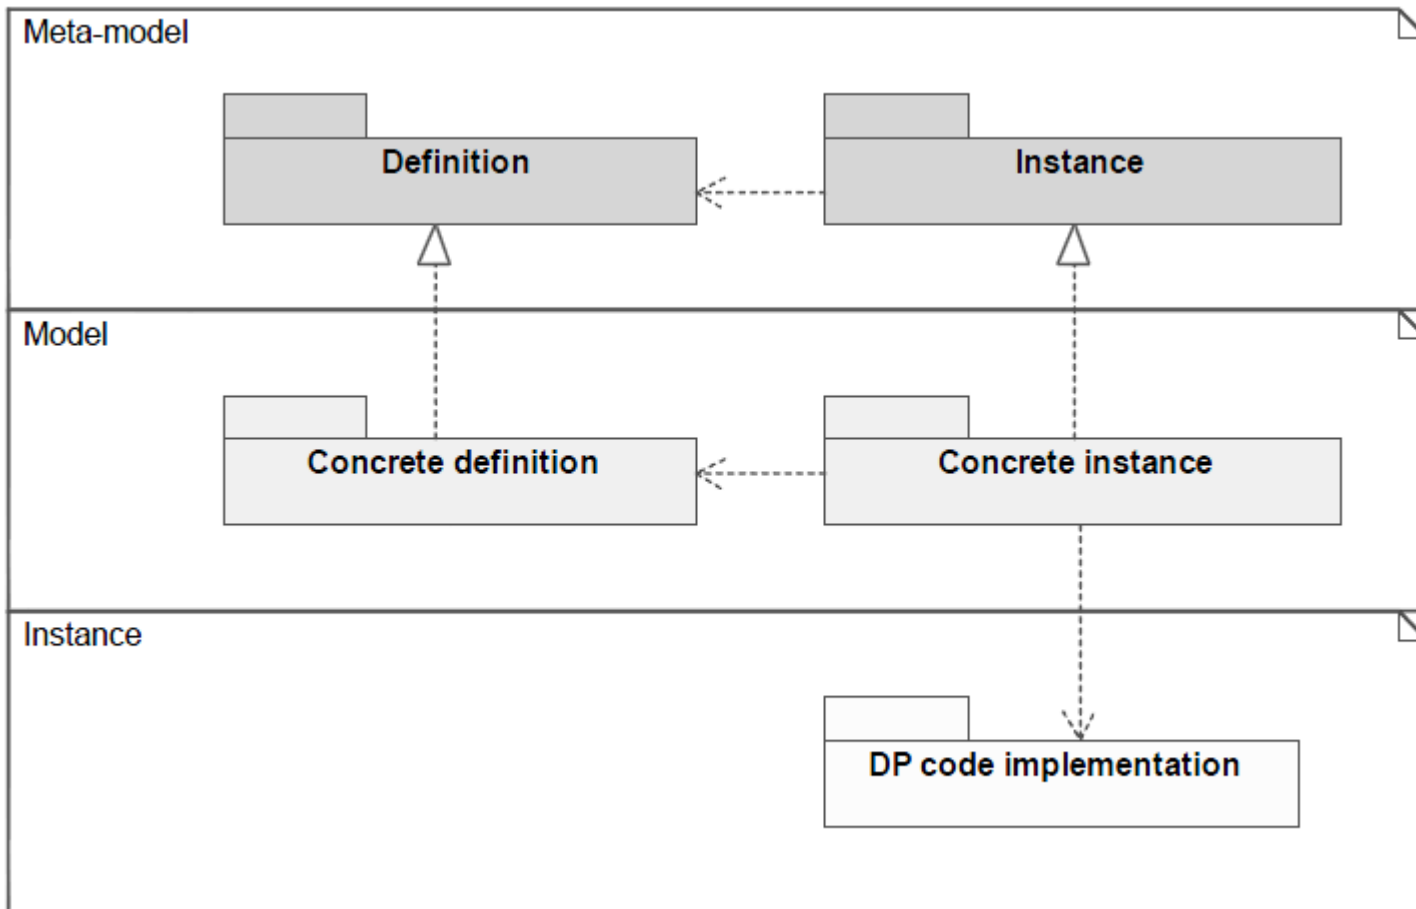 Meta-model
Definition
Instance
Model
Concrete definition
Concrete instance
Instance
DP code implementation